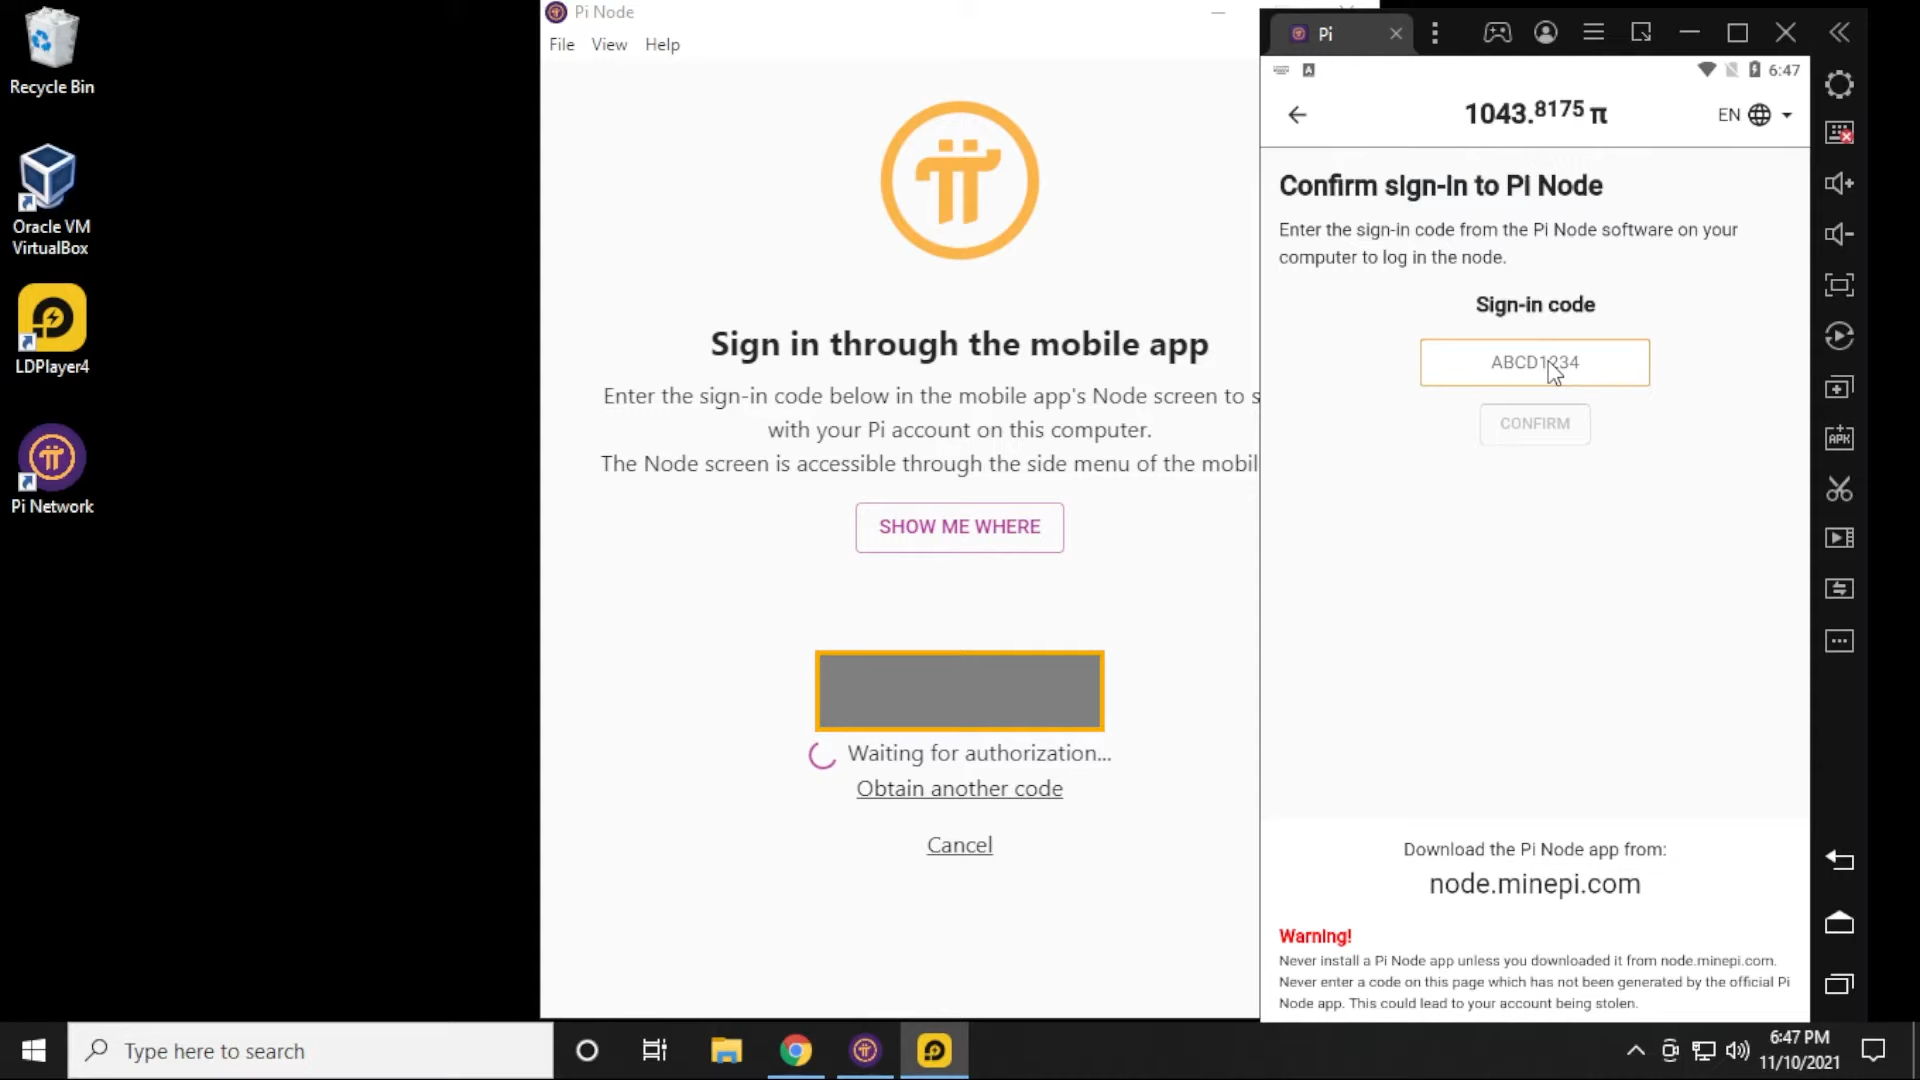 Recycle Bin
Oracle VM
VirtualBox
LDPlayer4
Pi Network
Pi Node
File View Help
Sign in through the mobile app
Enter the sign-in code below in the mobile app's Node screen to s
with your Pi account on this computer.
The Node screen is accessible through the side menu of the mobil
SHOW ME WHERE
Waiting for authorization...
Obtain another code
Cancel
Pi
A
6:47
1043.8175 π
EN
Confirm sign-in to Pi Node
Enter the sign-in code from the Pi Node software on your
computer to log in the node.
Sign-in code
ABCD1234
CONFIRM
Download the Pi Node app from:
node.minepi.com
Warning!
Never install a Pi Node app unless you downloaded it from node.minepi.com.
Never enter a code on this page which has not been generated by the official Pi
Node app. This could lead to your account being stolen.
APK
Type here to search
6:47 PM
11/10/2021